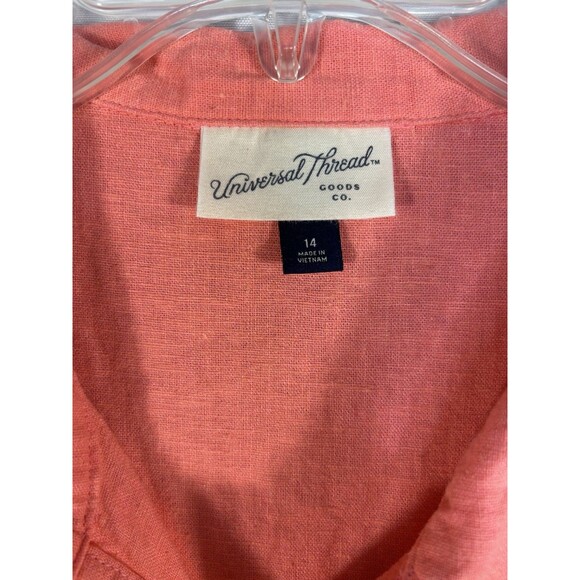 Universal Thread™
GOODS
CO.
14
MADE IN
VIETNAM